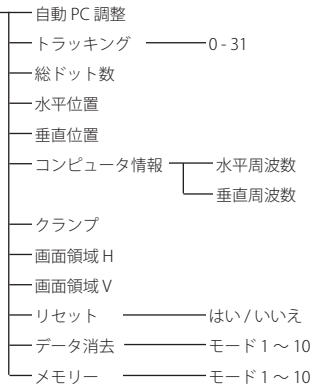 自動 PC 調整
トラッキング 0 - 31
総ドット数
水平位置
垂直位置
コンピュータ情報 水平周波数
垂直周波数
クランプ
画面領域 H
画面領域 V
リセット はい / いいえ
データ消去 モード 1 ～ 10
メモリー モード 1 ～ 10